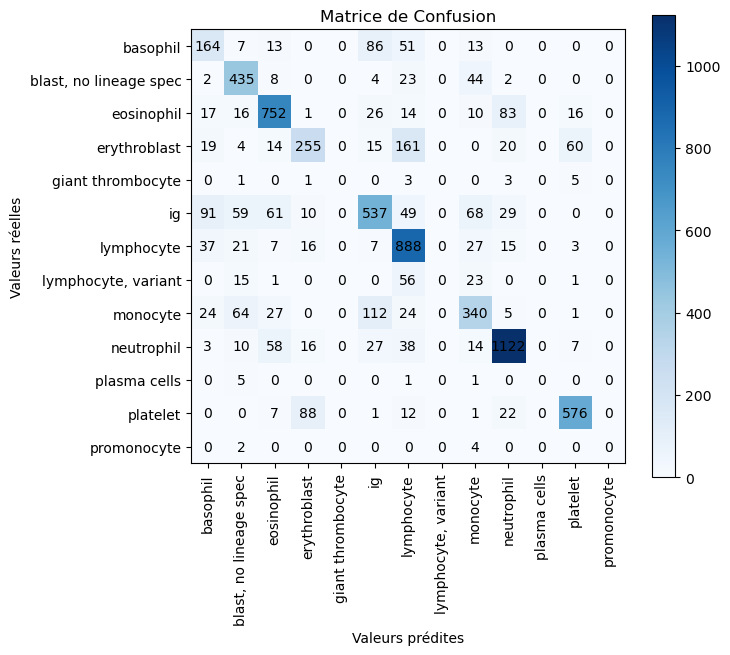 Matrice de Confusion
basophil 164 7 13 0 0 86 51 0 13 0 0 0 0
blast, no lineage spec 2 435 8 0 0 4 23 0 44 2 0 0 0
eosinophil 17 16 752 1 0 26 14 0 10 83 0 16 0
erythroblast 19 4 14 255 0 15 161 0 0 20 0 60 0
giant thrombocyte 0 1 0 1 0 0 3 0 0 3 0 5 0
ig 91 59 61 10 0 537 49 0 68 29 0 0 0
lymphocyte 37 21 7 16 0 7 888 0 27 15 0 3 0
lymphocyte, variant 0 15 1 0 0 0 56 0 23 0 0 1 0
monocyte 24 64 27 0 0 112 24 0 340 5 0 1 0
neutrophil 3 10 58 16 0 27 38 0 14 1122 0 7 0
plasma cells 0 5 0 0 0 0 1 0 1 0 0 0 0
platelet 0 0 7 88 0 1 12 0 1 22 0 576 0
promonocyte 0 2 0 0 0 0 0 0 4 0 0 0 0
Valeurs réelles
basophil
blast, no lineage spec
eosinophil
erythroblast
giant thrombocyte
ig
lymphocyte
lymphocyte, variant
monocyte
neutrophil
plasma cells
platelet
promonocyte
Valeurs prédites
1000
800
600
400
200
0